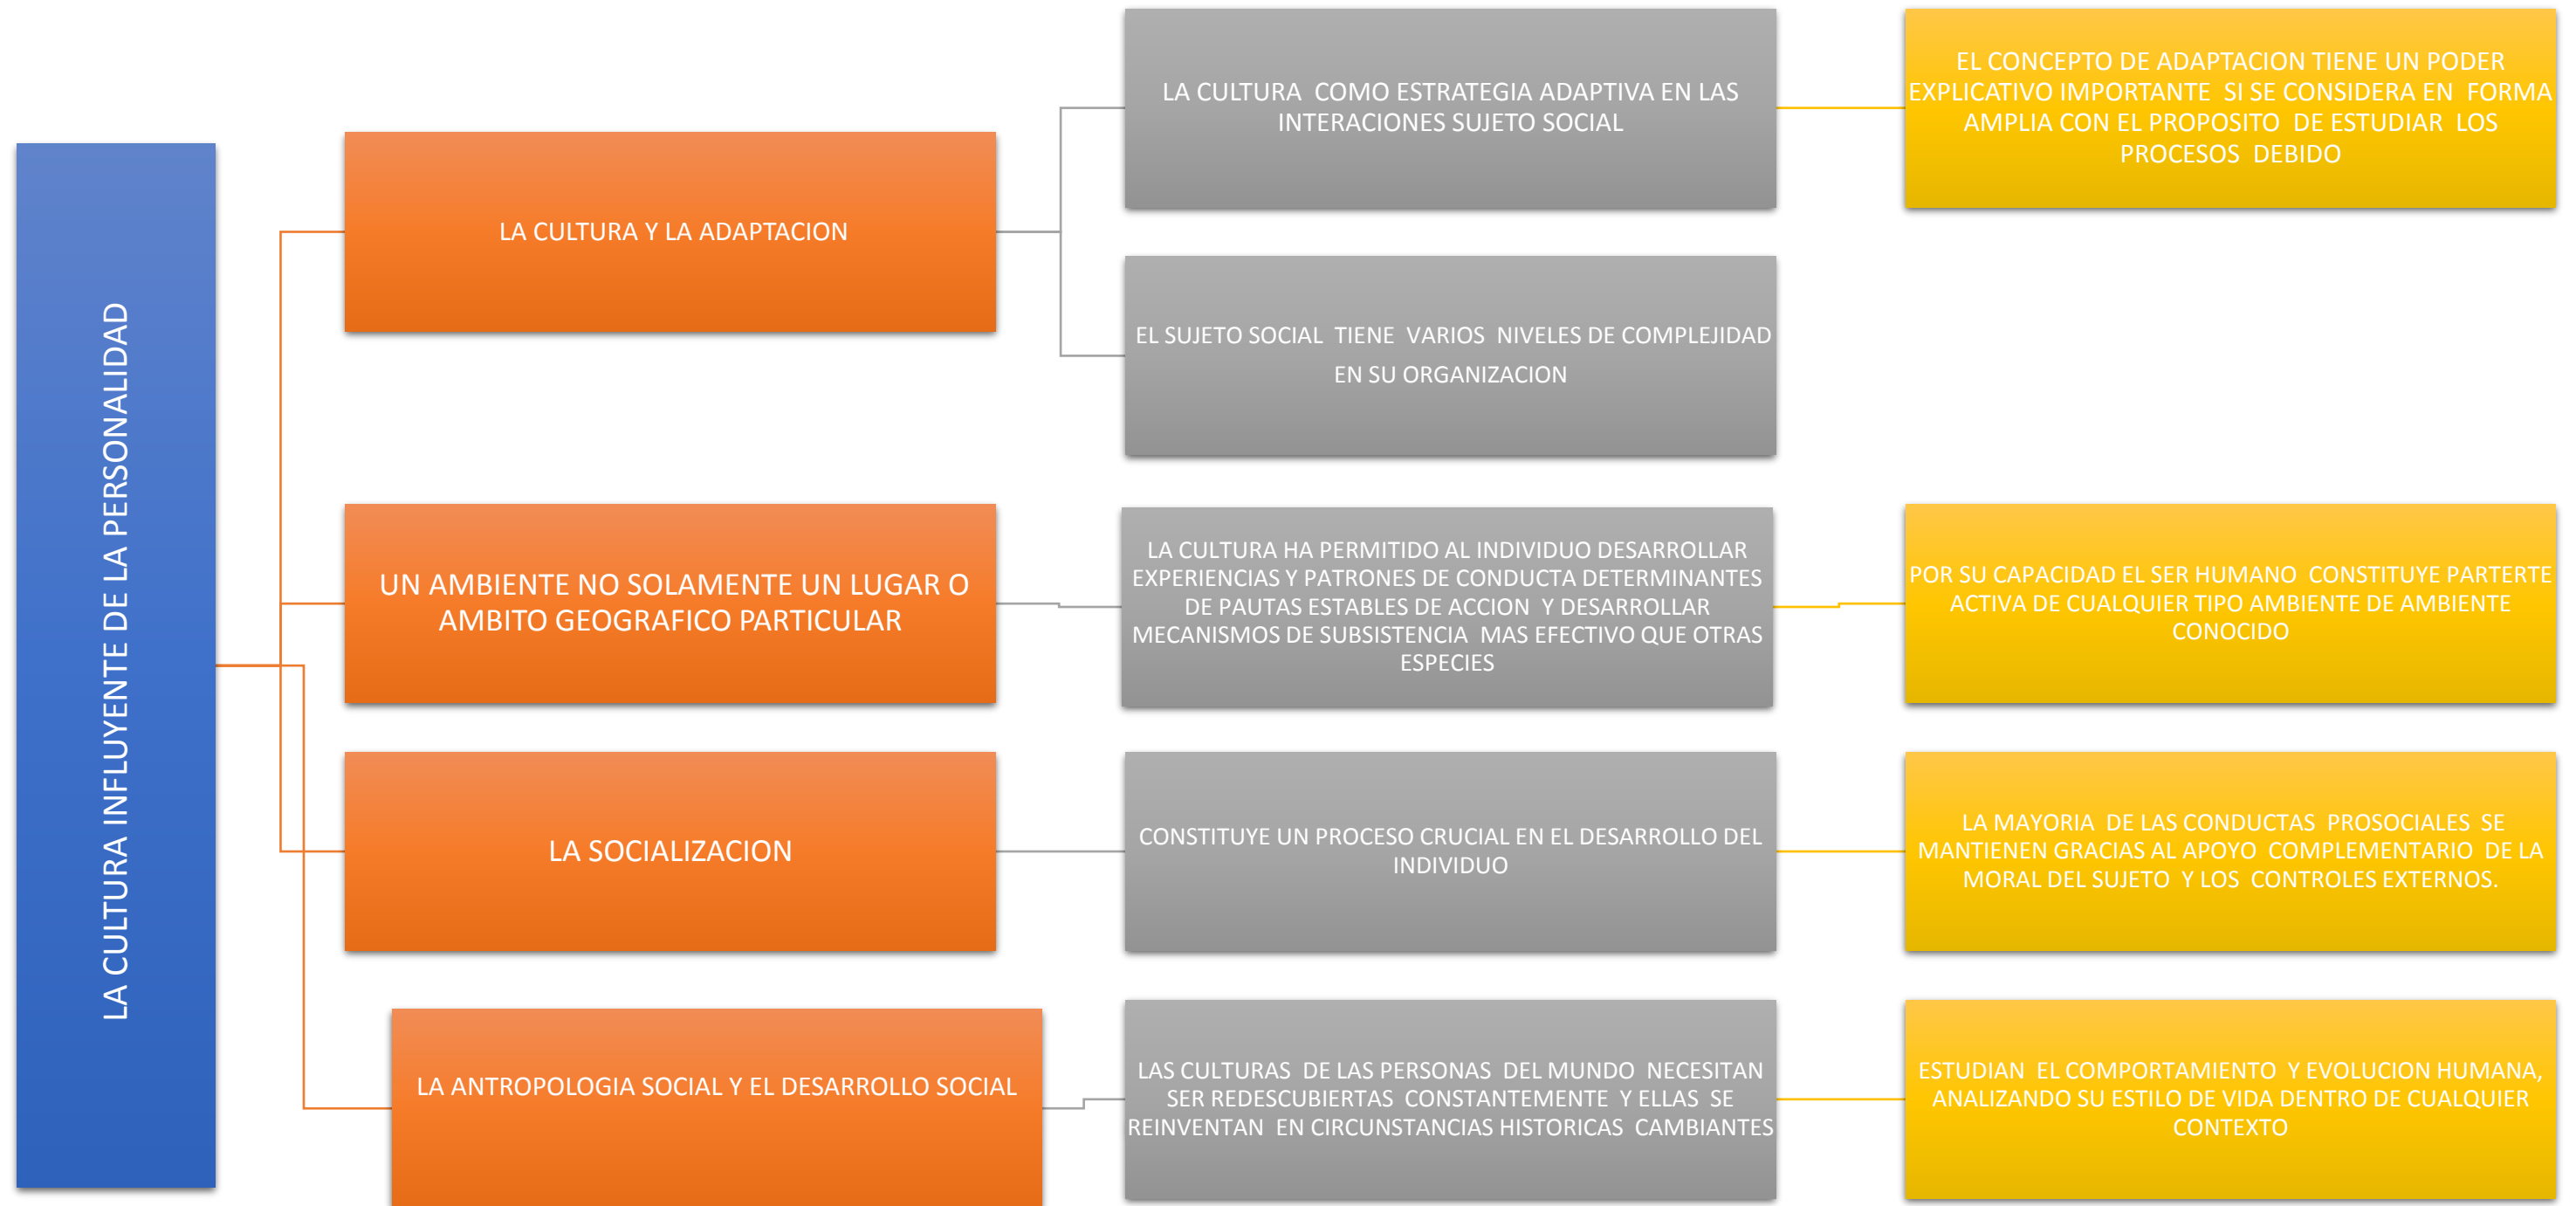 LA CULTURA INFLUYENTE DE LA PERSONALIDAD
LA CULTURA Y LA ADAPTACION
LA CULTURA COMO ESTRATEGIA ADAPTIVA EN LAS
INTERACIONES SUJETO SOCIAL
EL CONCEPTO DE ADAPTACION TIENE UN PODER
EXPLICATIVO IMPORTANTE SI SE CONSIDERA EN FORMA
AMPLIA CON EL PROPOSITO DE ESTUDIAR LOS
PROCESOS DEBIDO
EL SUJETO SOCIAL TIENE VARIOS NIVELES DE COMPLEJIDAD
EN SU ORGANIZACION
UN AMBIENTE NO SOLAMENTE UN LUGAR O
AMBITO GEOGRAFICO PARTICULAR
LA CULTURA HA PERMITIDO AL INDIVIDUO DESARROLLAR
EXPERIENCIAS Y PATRONES DE CONDUCTA DETERMINANTES
DE PAUTAS ESTABLES DE ACCION Y DESARROLLAR
MECANISMOS DE SUBSISTENCIA MAS EFECTIVO QUE OTRAS
ESPECIES
POR SU CAPACIDAD EL SER HUMANO CONSTITUYE PARTERTE
ACTIVA DE CUALQUIER TIPO AMBIENTE DE AMBIENTE
CONOCIDO
LA SOCIALIZACION
CONSTITUYE UN PROCESO CRUCIAL EN EL DESARROLLO DEL
INDIVIDUO
LA MAYORIA DE LAS CONDUCTAS PROSOCIALES SE
MANTIENEN GRACIAS AL APOYO COMPLEMENTARIO DE LA
MORAL DEL SUJETO Y LOS CONTROLES EXTERNOS.
LA ANTROPOLOGIA SOCIAL Y EL DESARROLLO SOCIAL
LAS CULTURAS DE LAS PERSONAS DEL MUNDO NECESITAN
SER REDESCUBIERTAS CONSTANTEMENTE Y ELLAS SE
REINVENTAN EN CIRCUNSTANCIAS HISTORICAS CAMBIANTES
ESTUDIAN EL COMPORTAMIENTO Y EVOLUCION HUMANA,
ANALIZANDO SU ESTILO DE VIDA DENTRO DE CUALQUIER
CONTEXTO